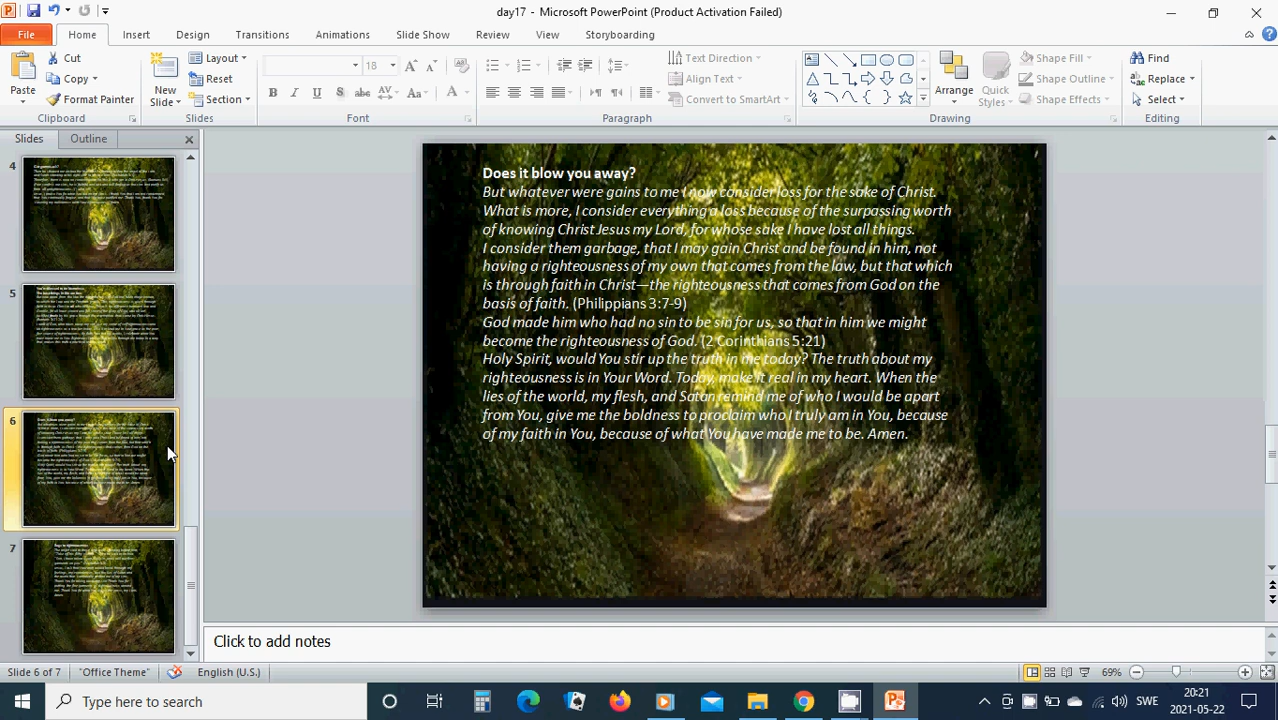 day17 - Microsoft PowerPoint (Product Activation Failed)
File Home Insert Design Transitions Animations Slide Show Review View Storyboarding
Paste
Cut
Copy
Format Painter
Clipboard
New Slide
Layout
Reset
Section
Slides
18
Font
Text Direction
Align Text
Convert to SmartArt
Paragraph
Arrange
Quick Styles
Shape Fill
Shape Outline
Shape Effects
Drawing
Find
Replace
Select
Editing
Slides Outline
4
5
6
7
Does it blow you away?
But whatever were gains to me I now consider loss for the sake of Christ.
What is more, I consider everything a loss because of the surpassing worth
of knowing Christ Jesus my Lord, for whose sake I have lost all things.
I consider them garbage, that I may gain Christ and be found in him, not
having a righteousness of my own that comes from the law, but that which
is through faith in Christ—the righteousness that comes from God on the
basis of faith. (Philippians 3:7-9)
God made him who had no sin to be sin for us, so that in him we might
become the righteousness of God. (2 Corinthians 5:21)
Holy Spirit, would You stir up the truth in me today? The truth about my
righteousness is in Your Word. Today, make it real in my heart. When the
lies of the world, my flesh, and Satan remind me of who I would be apart
from You, give me the boldness to proclaim who I truly am in You, because
of my faith in You, because of what You have made me to be. Amen.
Click to add notes
Slide 6 of 7 "Office Theme" English (U.S.) 69%
Type here to search
SWE
20:21
2021-05-22